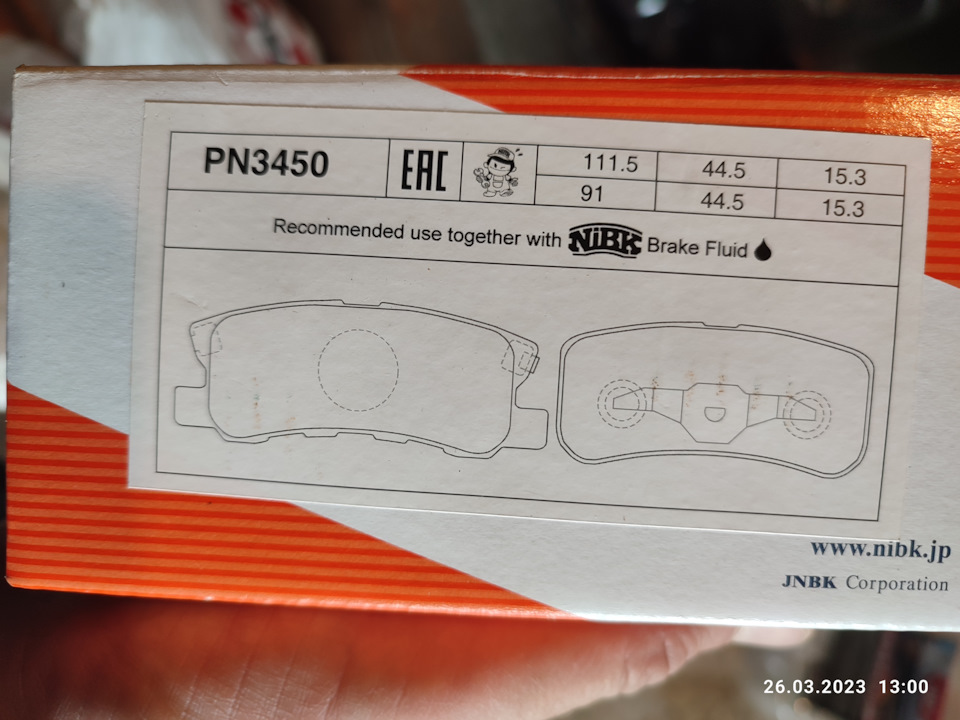 PN3450 EAC 111.5 44.5 15.3
91 44.5 15.3
Recommended use together with NiBK Brake Fluid
www.nibk.jp
JNBK Corporation
26.03.2023 13:00